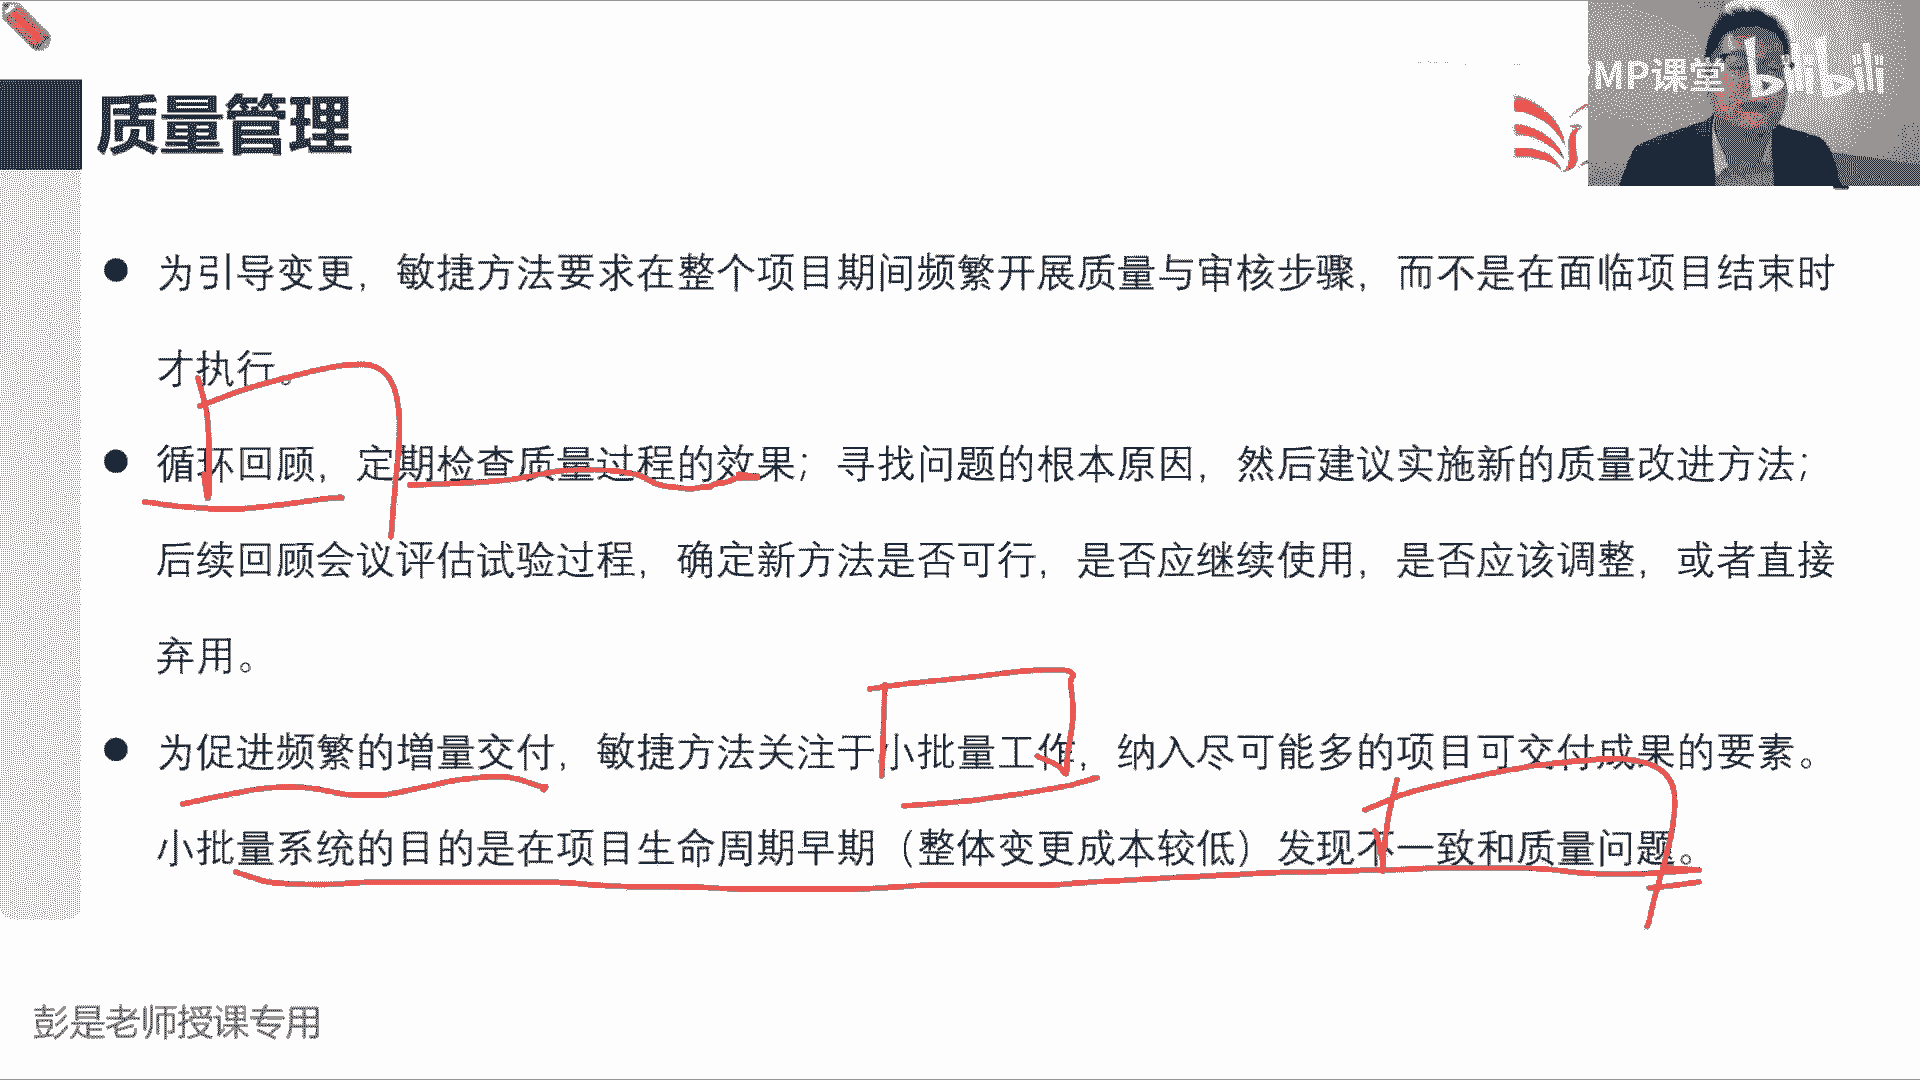 MP课堂 bilibili
质量管理
为引导变更，敏捷方法要求在整个项目期间频繁开展质量与审核步骤，而不是在面临项目结束时
才执行。
循环回顾，定期检查质量过程的效果；寻找问题的根本原因，然后建议实施新的质量改进方法；
后续回顾会议评估试验过程，确定新方法是否可行，是否应继续使用，是否应该调整，或者直接
弃用。
为促进频繁的增量交付，敏捷方法关注于小批量工作，纳入尽可能多的项目可交付成果的要素。
小批量系统的目的是在项目生命周期早期（整体变更成本较低）发现不一致和质量问题。
彭是老师授课专用